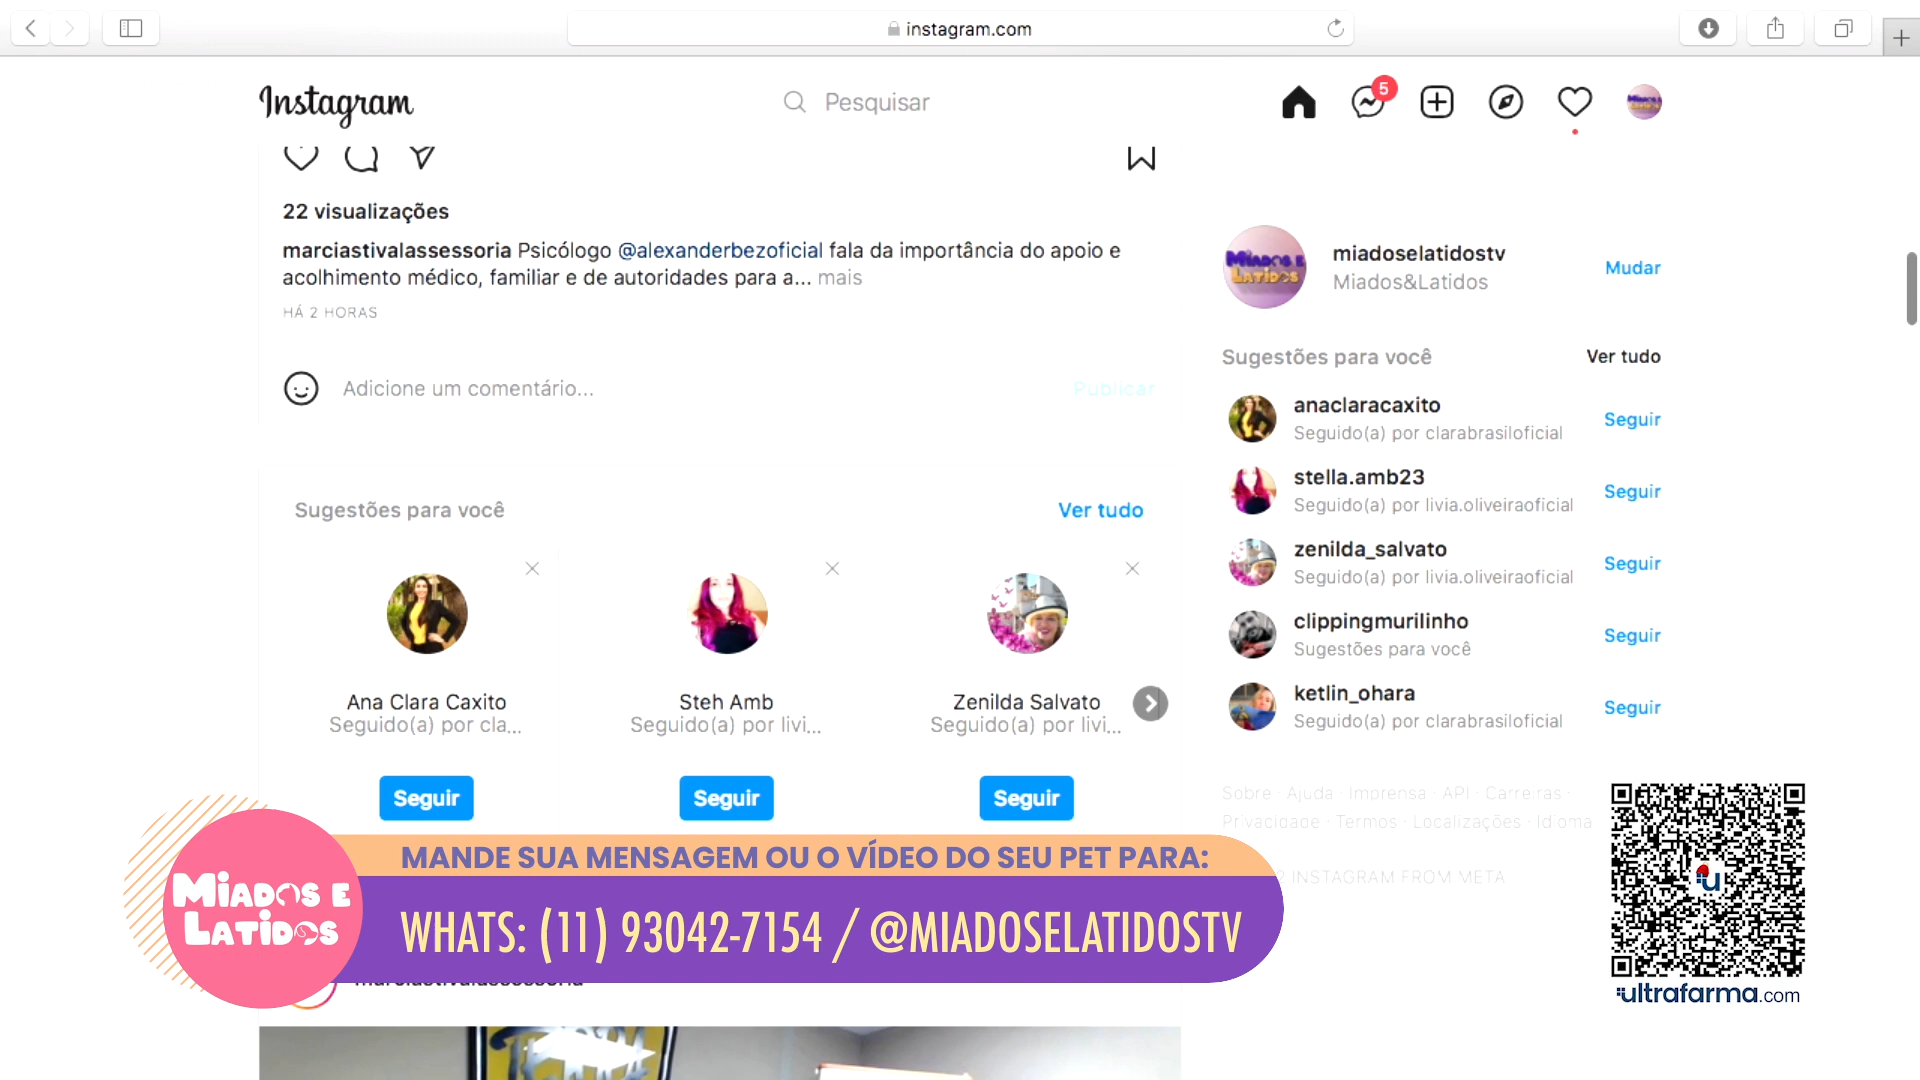 instagram.com
Instagram
Pesquisar
5
22 visualizações
marciastivalassessoria Psicólogo @alexanderbezoficial fala da importância do apoio e
acolhimento médico, familiar e de autoridades para a... mais
HÁ 2 HORAS
Adicione um comentário...
Publicar
Sugestões para você
Ver tudo
Ana Clara Caxito
Seguido(a) por cla...
Seguir
Steh Amb
Seguido(a) por livi...
Seguir
Zenilda Salvato
Seguido(a) por livi...
Seguir
MIADOS E
LATIDOS
miadoselatidostv
Miados&Latidos
Mudar
Sugestões para você
Ver tudo
anaclaracaxito
Seguido(a) por clarabrasiloficial
Seguir
stella.amb23
Seguido(a) por livia.oliveiraoficial
Seguir
zenilda_salvato
Seguido(a) por livia.oliveiraoficial
Seguir
clippingmurilinho
Sugestões para você
Seguir
ketlin_ohara
Seguido(a) por clarabrasiloficial
Seguir
Sobre · Ajuda · Imprensa · API · Carreiras ·
Privacidade · Termos · Localizações · Idioma
INSTAGRAM FROM META
MIADOS E
LATIDOS
MANDE SUA MENSAGEM OU O VÍDEO DO SEU PET PARA:
WHATS: (11) 93042-7154 / @MIADOSELATIDOSTV
marciastivalassessoria
u
ultrafarma.com